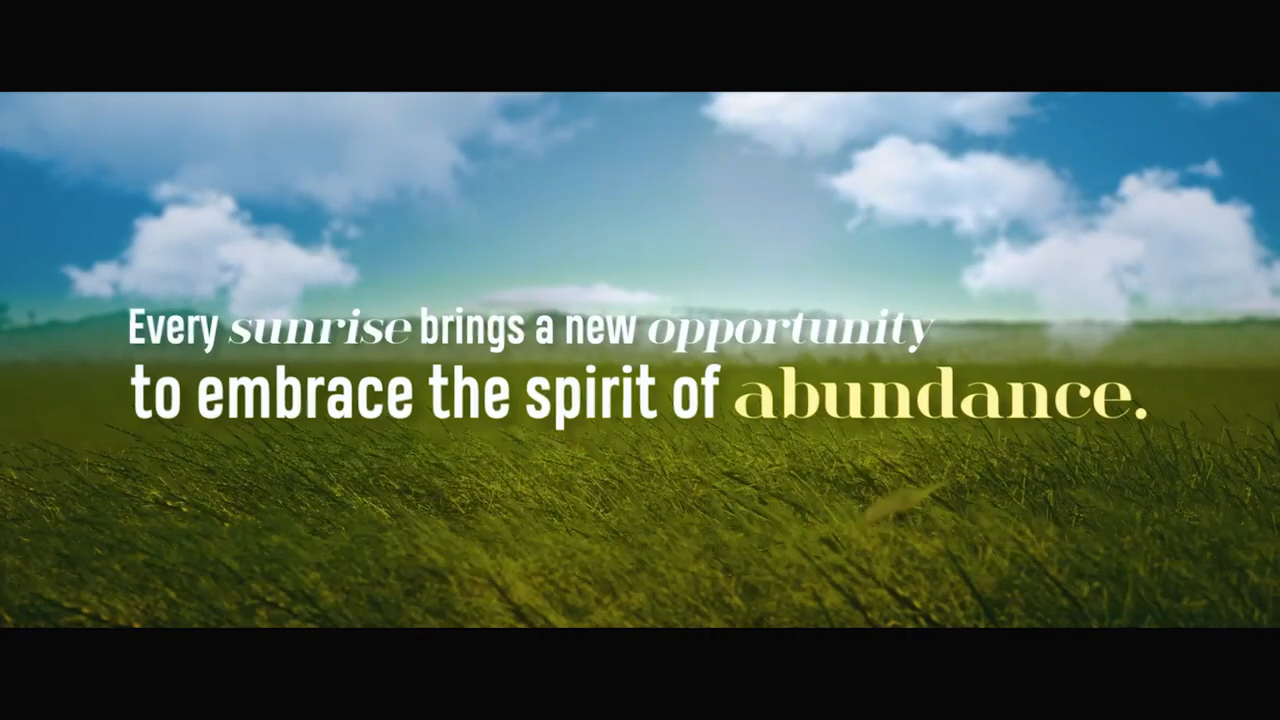 Every sunrise brings a new opportunity
to embrace the spirit of abundance.